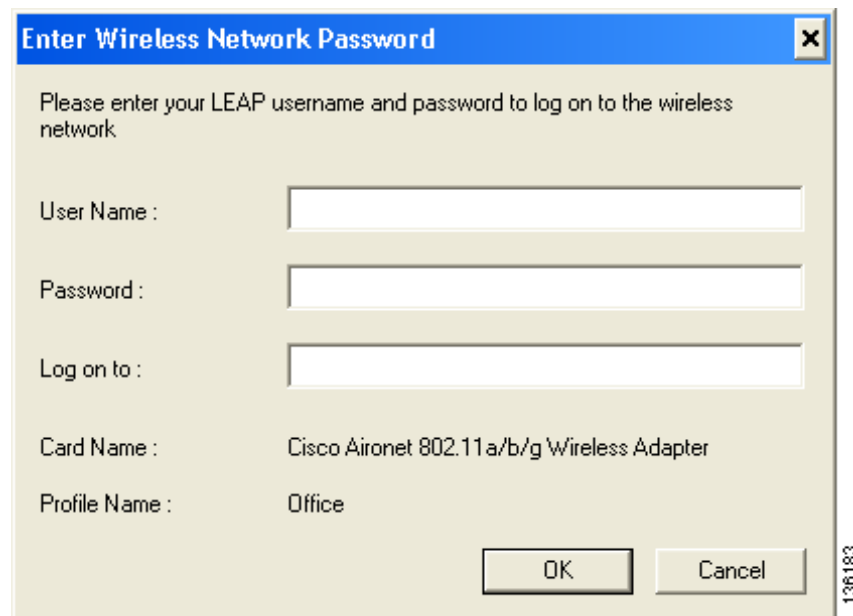 Enter Wireless Network Password
Please enter your LEAP username and password to log on to the wireless
network
User Name :
Password :
Log on to :
Card Name : Cisco Aironet 802.11a/b/g Wireless Adapter
Profile Name : Office
OK Cancel
136183